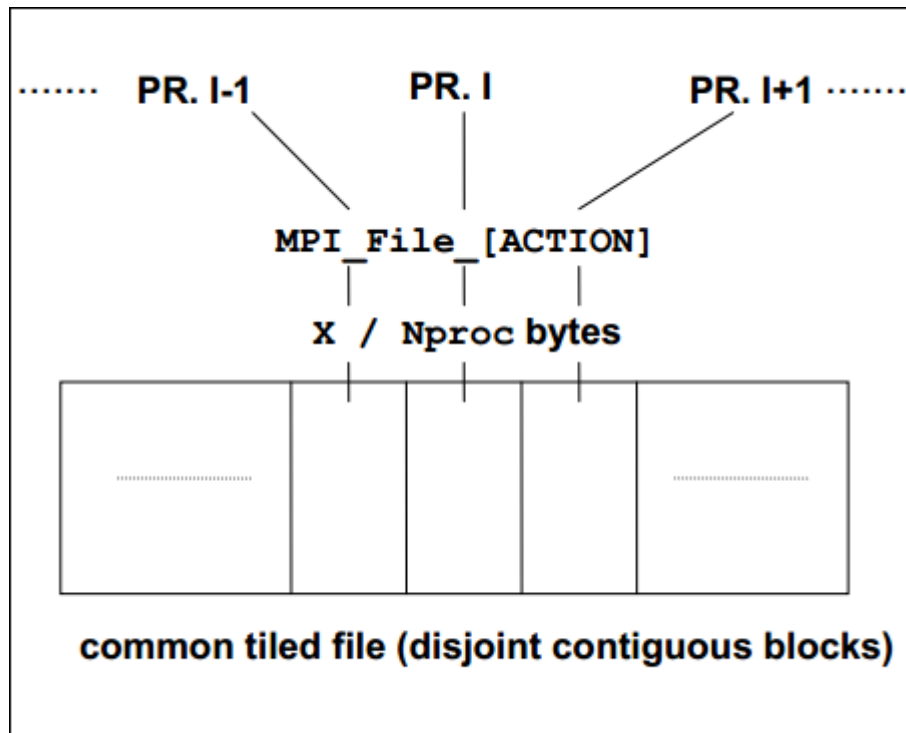 ....... PR. I-1 PR. I PR. I+1 .......
MPI_File_[ACTION]
X / Nproc bytes
common tiled file (disjoint contiguous blocks)